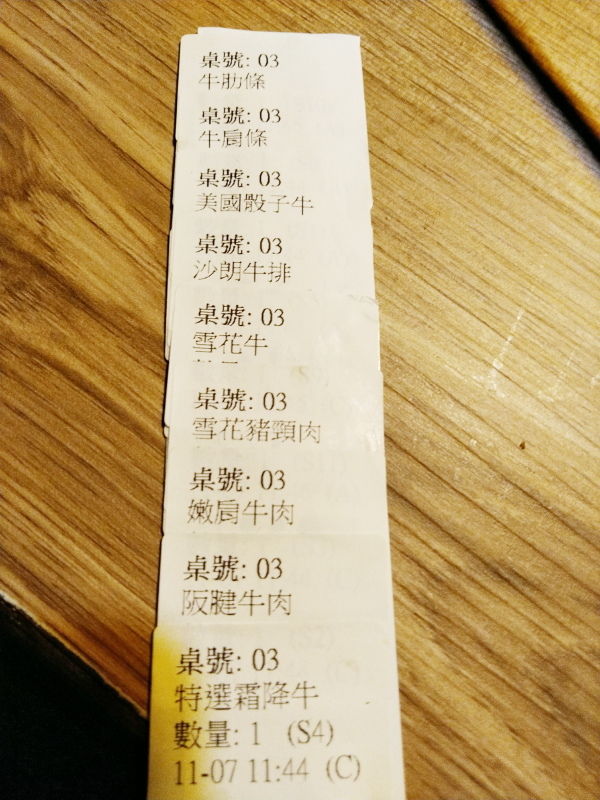 桌號: 03
牛肋條
桌號: 03
牛肩條
桌號: 03
美國骰子牛
桌號: 03
沙朗牛排
桌號: 03
雪花牛
桌號: 03
雪花豬頸肉
桌號: 03
嫩肩牛肉
桌號: 03
阪腱牛肉
桌號: 03
特選霜降牛
數量: 1 (S4)
11-07 11:44 (C)